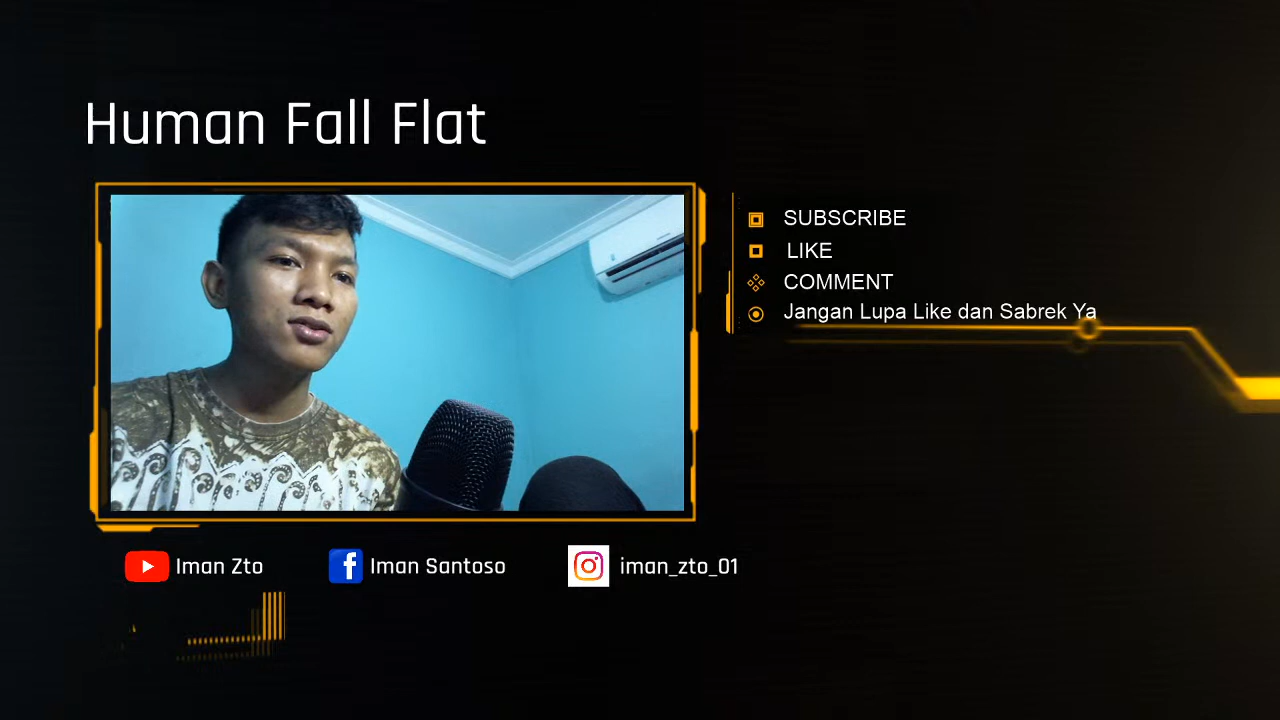 Human Fall Flat
SUBSCRIBE
LIKE
COMMENT
Jangan Lupa Like dan Sabrek Ya
Iman Zto
Iman Santoso
iman_zto_01